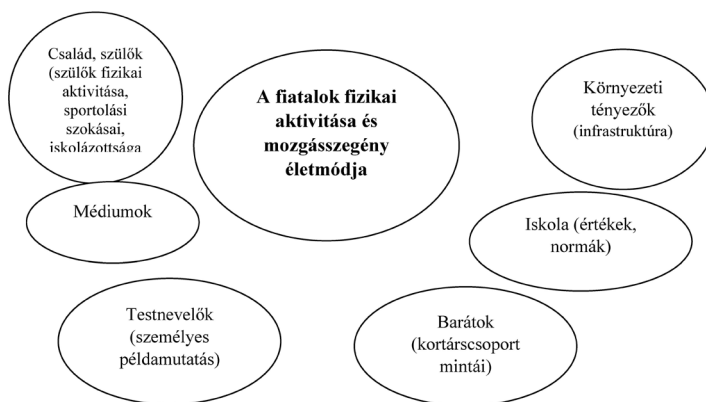 Család, szülők
(szülők fizikai
aktivitása,
sportolási
szokásai,
iskolázottsága
A fiatalok fizikai
aktivitása és
mozgásszegény
életmódja
Környezeti
tényezők
(infrastruktúra)
Médiumok
Iskola (értékek,
normák)
Testnevelők
(személyes
példamutatás)
Barátok
(kortárscsoport
mintái)